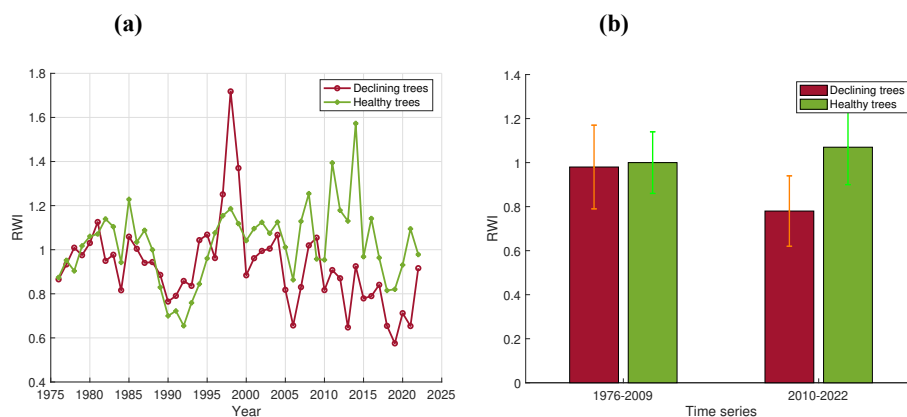 (a)
1.8
1.6
1.4
1.2
1
0.8
0.6
0.4
RWI
1975 1980 1985 1990 1995 2000 2005 2010 2015 2020 2025
Year
Declining trees
Healthy trees
(b)
1.4
1.2
1
0.8
0.6
0.4
0.2
0
RWI
1976-2009 2010-2022
Time series
Declining trees
Healthy trees